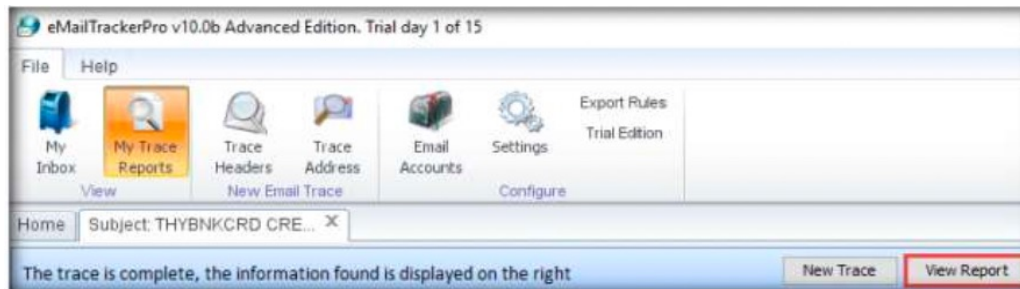 eMailTrackerPro v10.0b Advanced Edition. Trial day 1 of 15
File Help
My Inbox
My Trace Reports
Trace Headers
Trace Address
Email Accounts
Settings
Export Rules
Trial Edition
View
New Email Trace
Configure
Home
Subject: THYBNKCRD CRE... X
The trace is complete, the information found is displayed on the right
New Trace
View Report